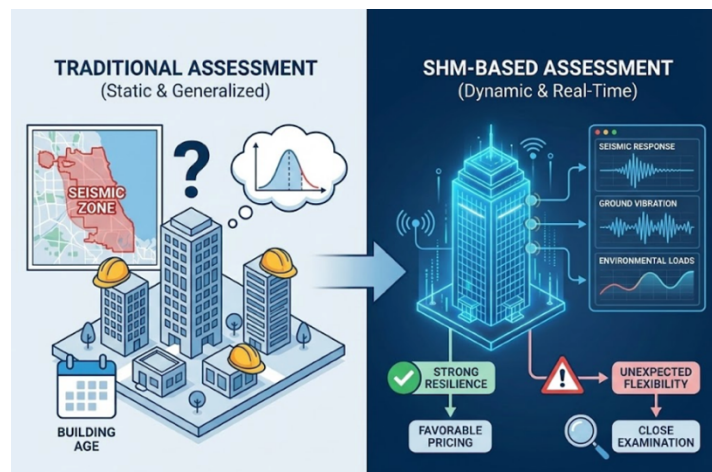 TRADITIONAL ASSESSMENT
(Static & Generalized)
SEISMIC
ZONE
?
BUILDING
AGE
SHM-BASED ASSESSMENT
(Dynamic & Real-Time)
SEISMIC RESPONSE
GROUND VIBRATION
ENVIRONMENTAL LOADS
STRONG
RESILIENCE
FAVORABLE
PRICING
UNEXPECTED
FLEXIBILITY
CLOSE
EXAMINATION